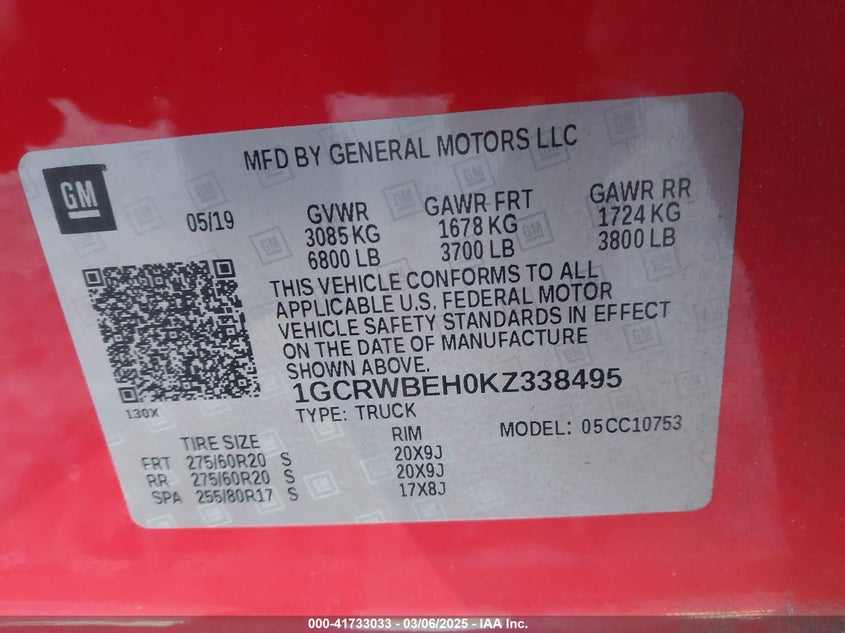 MFD BY GENERAL MOTORS LLC
GM
05/19
GVWR
3085 KG
6800 LB
GAWR FRT
1678 KG
3700 LB
GAWR RR
1724 KG
3800 LB
THIS VEHICLE CONFORMS TO ALL
APPLICABLE U.S. FEDERAL MOTOR
VEHICLE SAFETY STANDARDS IN EFFECT
ON THE DATE OF MANUFACTURE
SHOWN ABOVE.
1GCRWBEH0KZ338495
130X
TYPE: TRUCK
MODEL: 05CC10753
TIRE SIZE
RIM
FRT 275/60R20 S 20X9J
RR 275/60R20 S 20X9J
SPA 255/80R17 S 17X8J
000-41733033 - 03/06/2025 - IAA Inc.